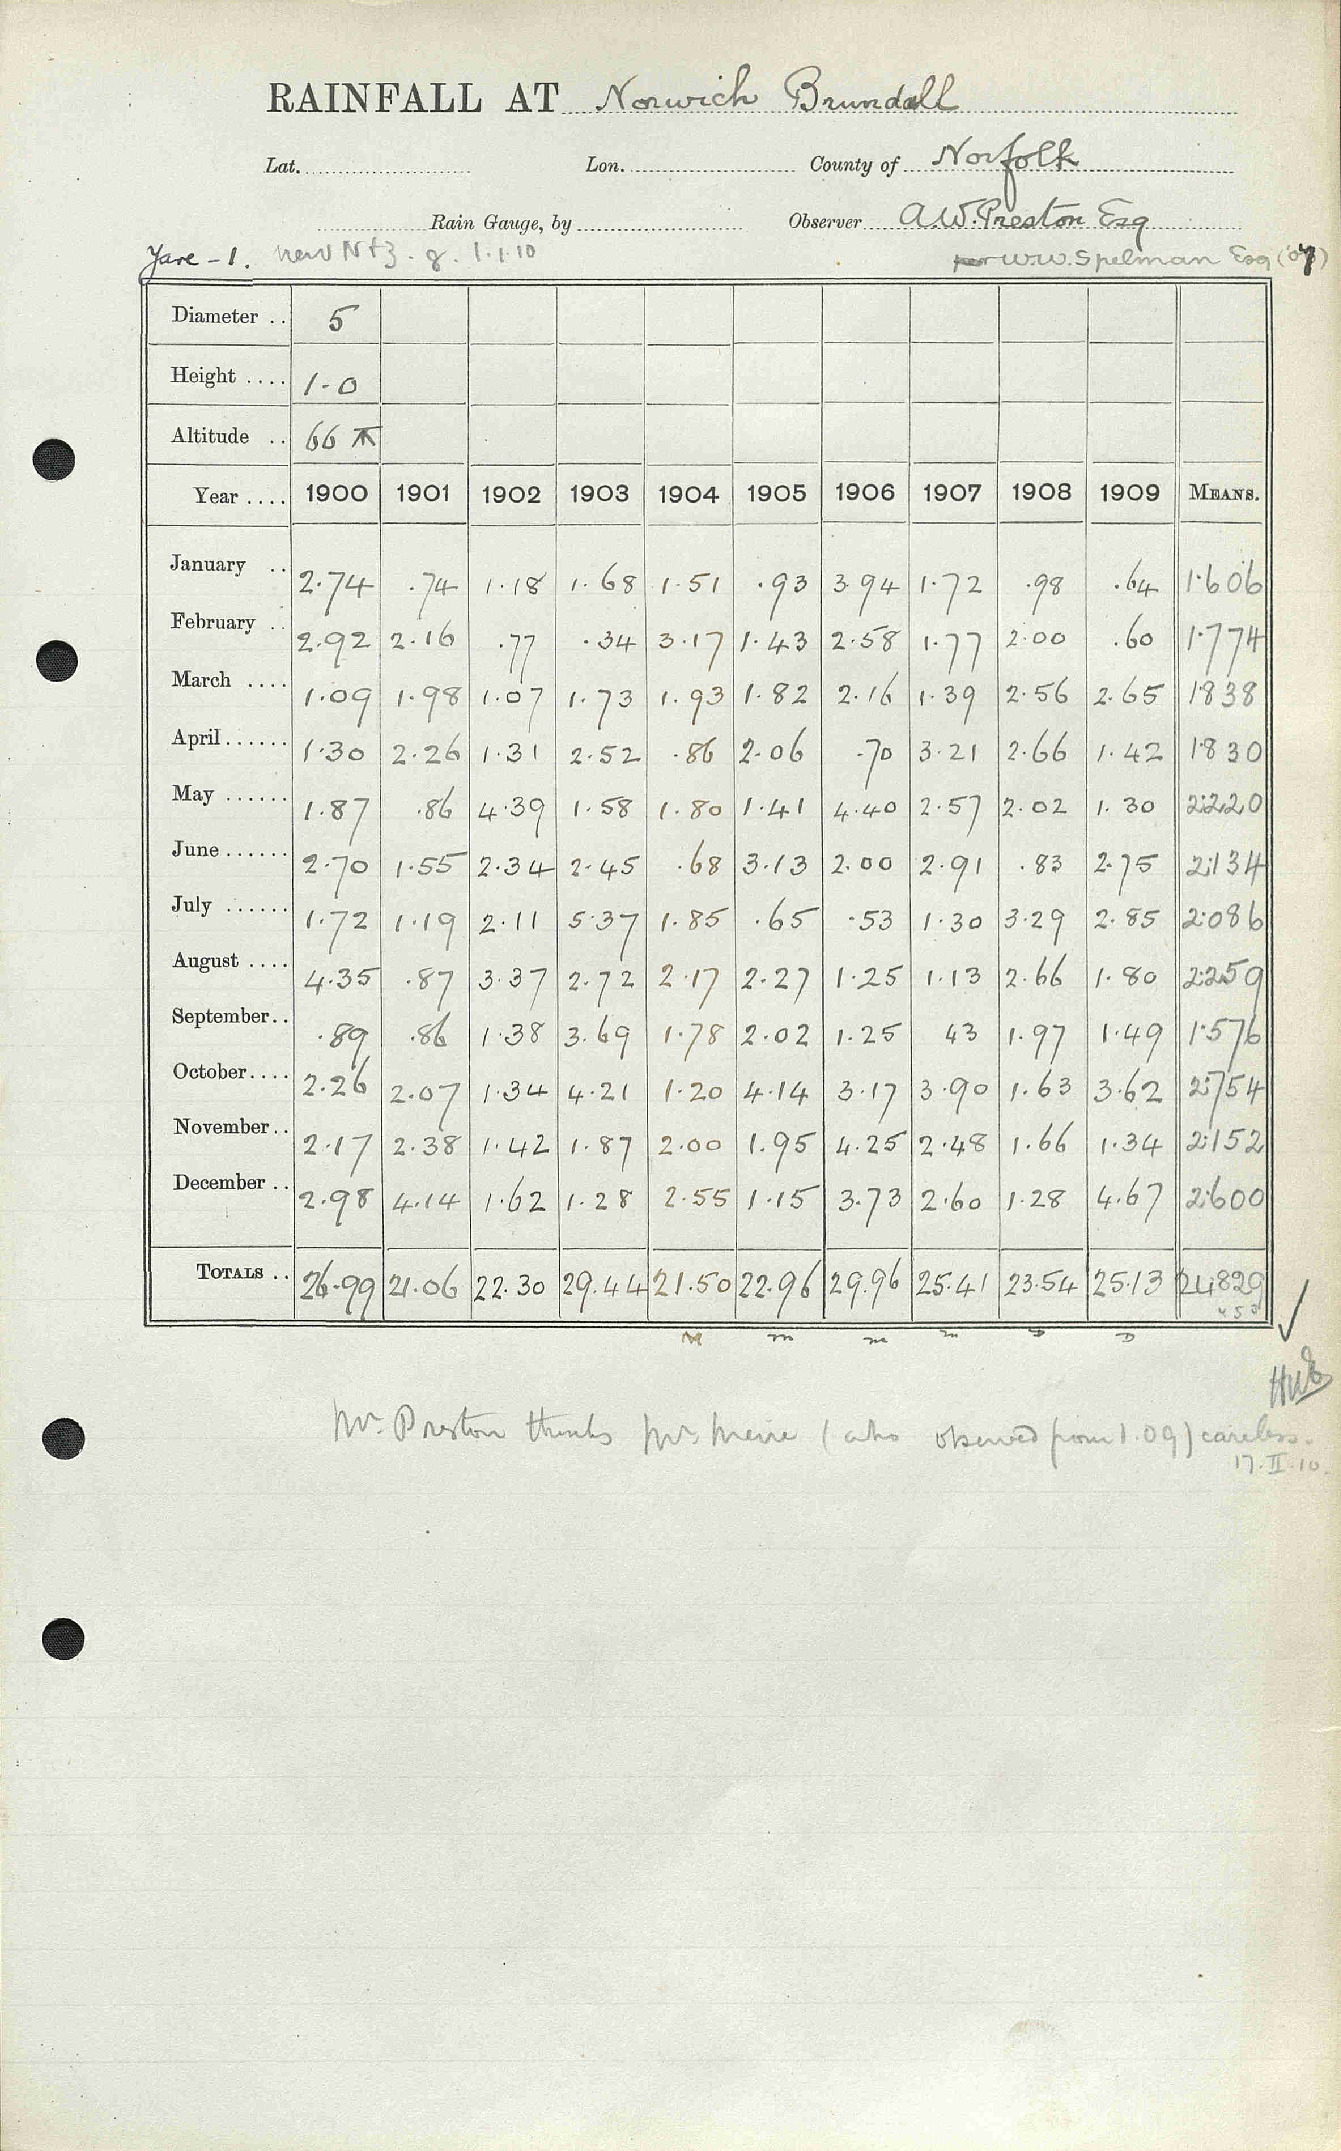 RAINFALL AT Norwich Brundall
Lat. Lon. County of Norfolk
Rain Gauge, by Observer A.W. Preston Esq
Yare - 1. new N+3. g. 1.1.10 W.W. Spelman Esq ('07)
Diameter .. 5
Height .... 1-0
Altitude .. 66
Year .... 1900 1901 1902 1903 1904 1905 1906 1907 1908 1909 MEANS.
January .. 2.74 .74 1.18 1.68 1.51 .93 3.94 1.72 .98 .64 1.606
February .. 2.92 2.16 .77 .34 3.17 1.43 2.58 1.77 2.00 .60 1.774
March .... 1.09 1.98 1.07 1.73 1.93 1.82 2.16 1.39 2.56 2.65 1838
April...... 1.30 2.26 1.31 2.52 .86 2.06 .70 3.21 2.66 1.42 1.830
May ...... 1.87 .86 4.39 1.58 1.80 1.41 4.40 2.57 2.02 1.30 2.220
June...... 2.70 1.55 2.34 2.45 .68 3.13 2.00 2.91 .83 2.75 2.134
July ...... 1.72 1.19 2.11 5.37 1.85 .65 .53 1.30 3.29 2.85 2.086
August .... 4.35 .87 3.37 2.72 2.17 2.27 1.25 1.13 2.66 1.80 2.259
September.. .89 .86 1.38 3.69 1.78 2.02 1.25 43 1.97 1.49 1.576
October.... 2.26 2.07 1.34 4.21 1.20 4.14 3.17 3.90 1.63 3.62 2.754
November.. 2.17 2.38 1.42 1.87 2.00 1.95 4.25 2.48 1.66 1.34 2.152
December .. 2.98 4.14 1.62 1.28 2.55 1.15 3.73 2.60 1.28 4.67 2.600
TOTALS .. 26.99 21.06 22.30 29.44 21.50 22.96 29.96 25.41 23.54 25.13 24.829
Mr. Preston thinks Mr. (who observed from 1.09) careless.
17.II.10.